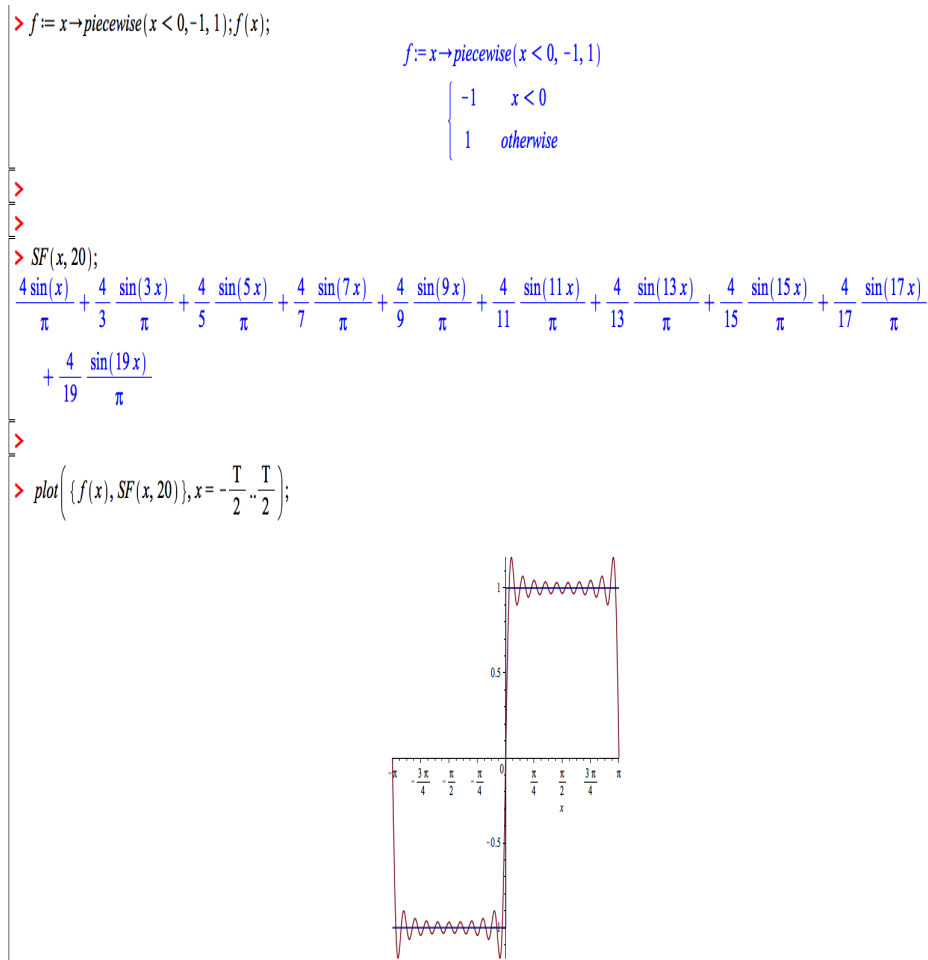 > f := x→piecewise(x < 0, -1, 1); f(x);
f := x→piecewise(x < 0, -1, 1)
{ -1 x < 0
1 otherwise
>
>
> SF(x, 20);
4 sin(x)/π + 4/3 sin(3 x)/π + 4/5 sin(5 x)/π + 4/7 sin(7 x)/π + 4/9 sin(9 x)/π + 4/11 sin(11 x)/π + 4/13 sin(13 x)/π + 4/15 sin(15 x)/π + 4/17 sin(17 x)/π
+ 4/19 sin(19 x)/π
>
> plot({f(x), SF(x, 20)}, x = -T/2 .. T/2);
1
0.5
-π -3 π/4 -π/2 -π/4 0 π/4 π/2 3 π/4 π
x
-0.5